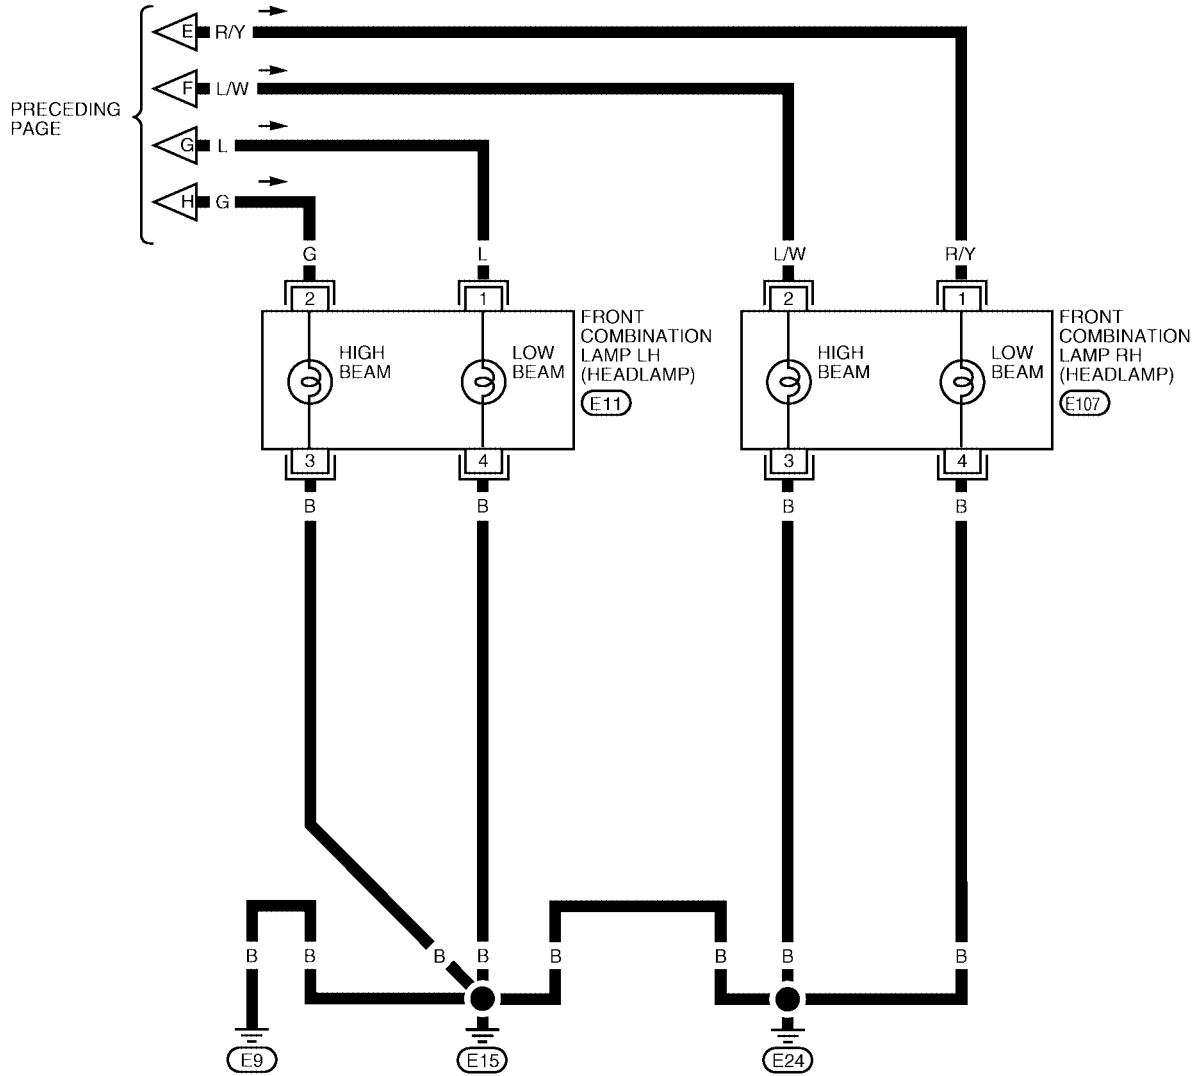 PRECEDING
PAGE
E R/Y
F L/W
G L
H G
G L L/W R/Y
2 1 2 1
HIGH
BEAM
LOW
BEAM
FRONT
COMBINATION
LAMP LH
(HEADLAMP)
E11
HIGH
BEAM
LOW
BEAM
FRONT
COMBINATION
LAMP RH
(HEADLAMP)
E107
3 4 3 4
B B B B
B B B B B B B B
E9 E15 E24